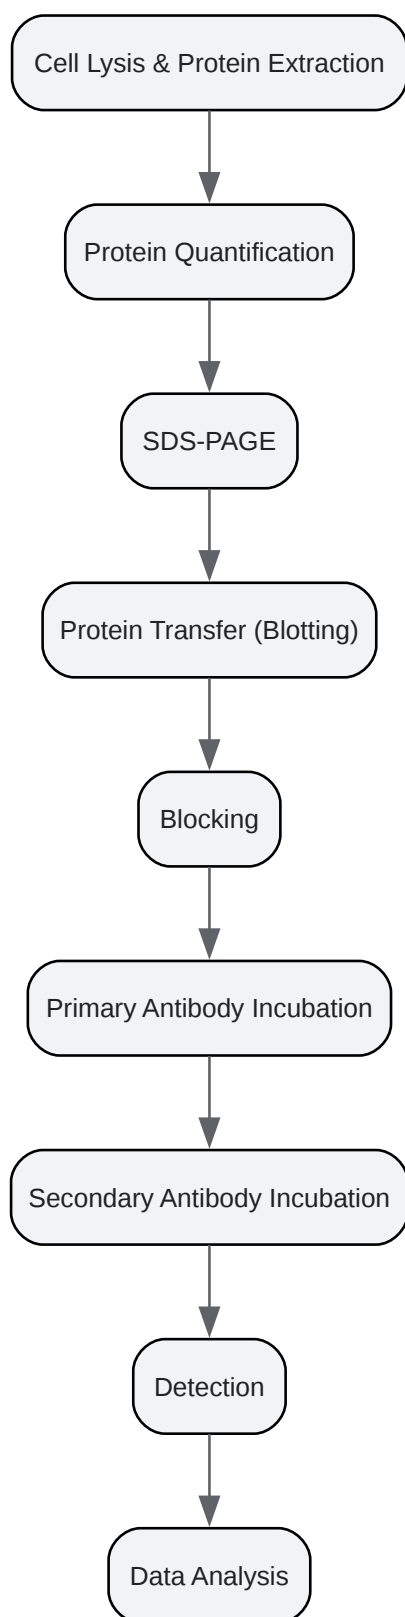 Cell Lysis & Protein Extraction
Protein Quantification
SDS-PAGE
Protein Transfer (Blotting)
Blocking
Primary Antibody Incubation
Secondary Antibody Incubation
Detection
Data Analysis